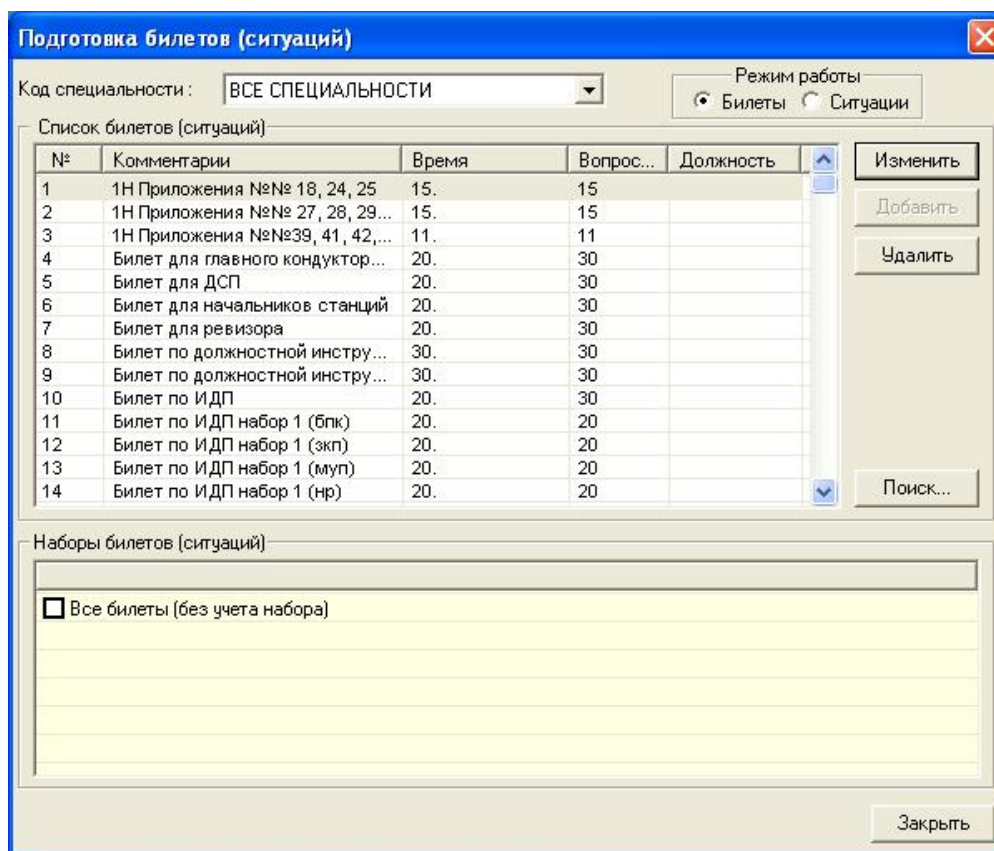 Подготовка билетов (ситуаций)
Код специальности :
ВСЕ СПЕЦИАЛЬНОСТИ
Режим работы
Билеты Ситуации
Список билетов (ситуаций)
№ Комментарии Время Вопрос... Должность
1 1Н Приложения №№ 18, 24, 25 15. 15
2 1Н Приложения №№ 27, 28, 29... 15. 15
3 1Н Приложения №№39, 41, 42,... 11. 11
4 Билет для главного кондуктор... 20. 30
5 Билет для ДСП 20. 30
6 Билет для начальников станций 20. 30
7 Билет для ревизора 20. 30
8 Билет по должностной инстру... 30. 30
9 Билет по должностной инстру... 30. 30
10 Билет по ИДП 20. 30
11 Билет по ИДП набор 1 (бпк) 20. 20
12 Билет по ИДП набор 1 (зкп) 20. 20
13 Билет по ИДП набор 1 (муп) 20. 20
14 Билет по ИДП набор 1 (нр) 20. 20
Изменить
Добавить
Удалить
Поиск...
Наборы билетов (ситуаций)
Все билеты (без учета набора)
Закрыть